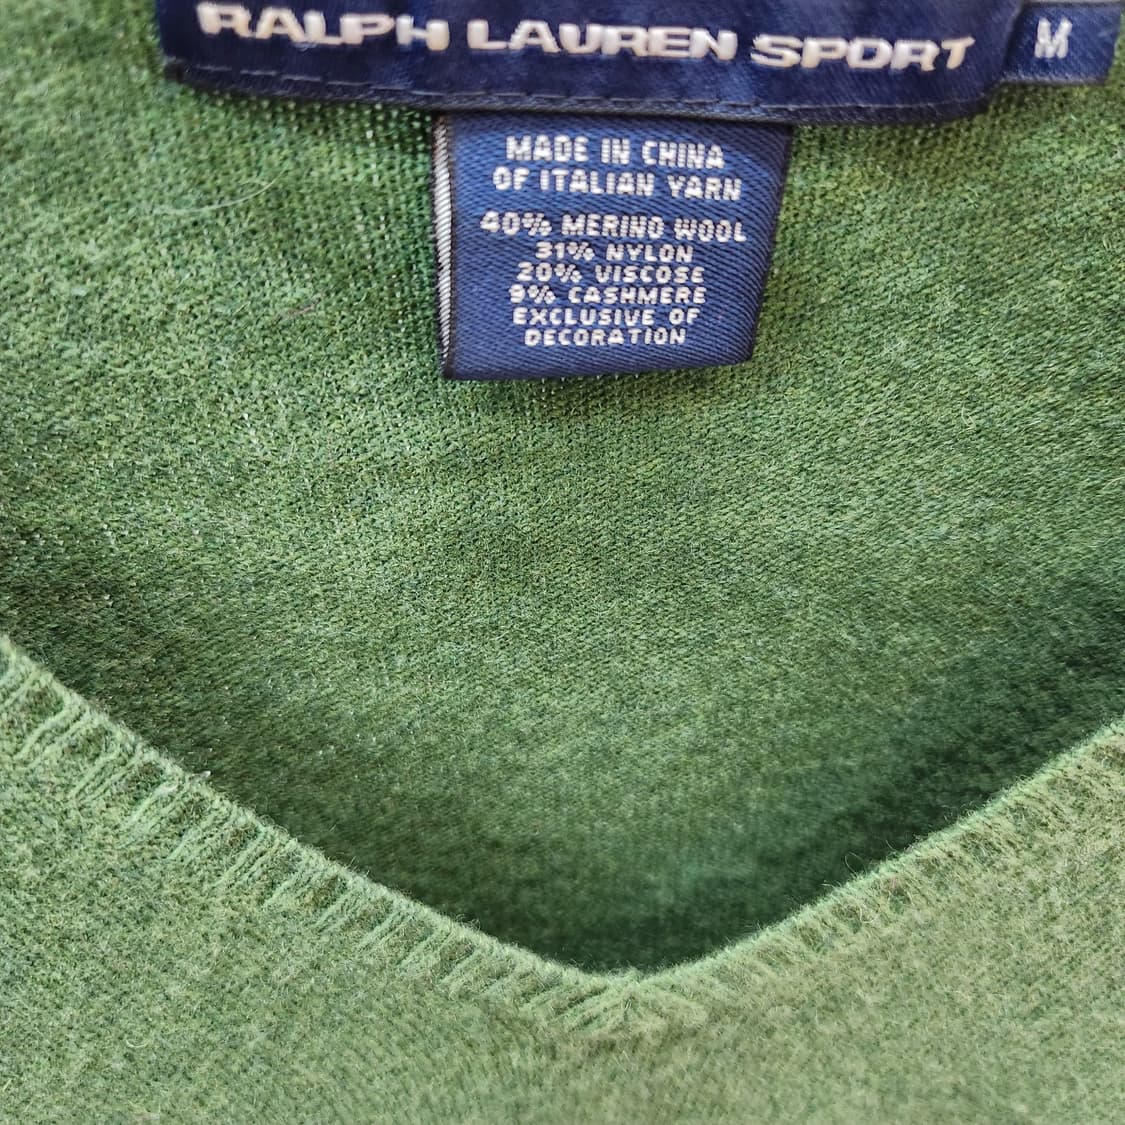 RALPH LAUREN SPORT M
MADE IN CHINA
OF ITALIAN YARN
40% MERINO WOOL
31% NYLON
20% VISCOSE
9% CASHMERE
EXCLUSIVE OF
DECORATION